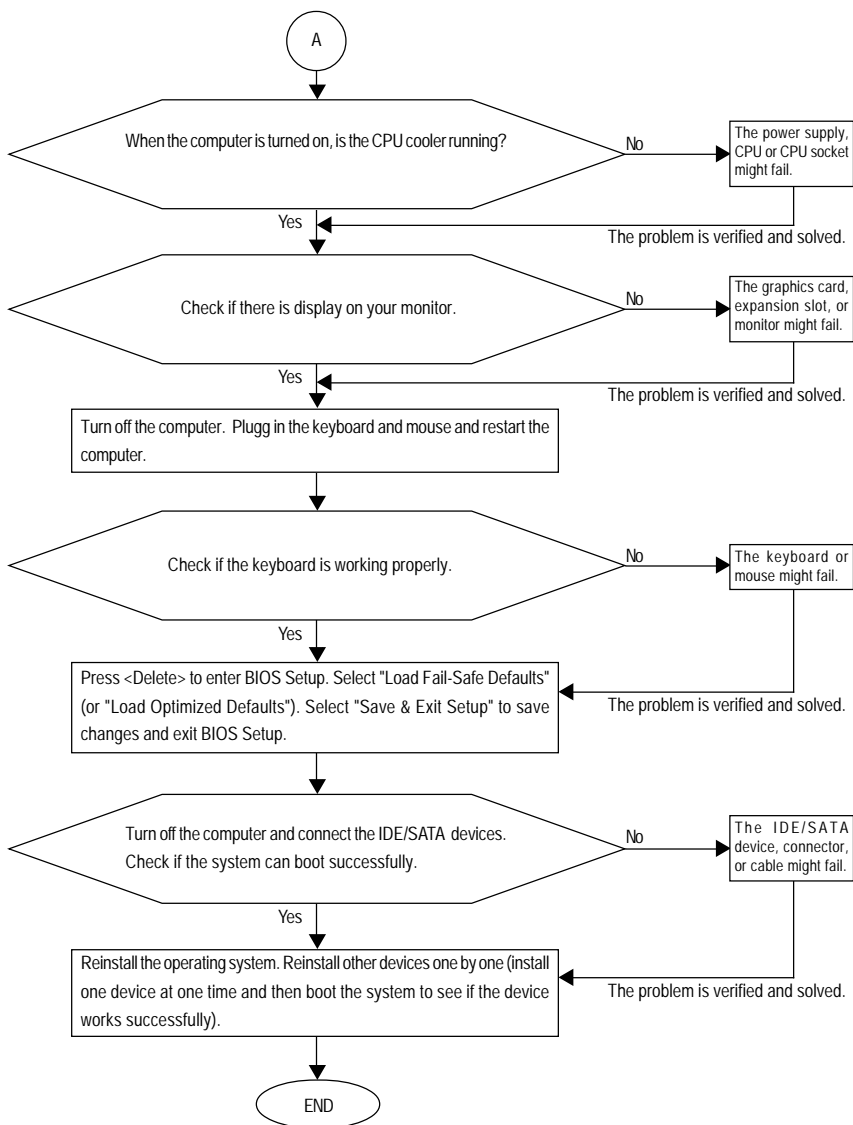 A
When the computer is turned on, is the CPU cooler running?
No
The power supply,
CPU or CPU socket
might fail.
Yes
The problem is verified and solved.
Check if there is display on your monitor.
No
The graphics card,
expansion slot, or
monitor might fail.
Yes
The problem is verified and solved.
Turn off the computer. Plugg in the keyboard and mouse and restart the
computer.
Check if the keyboard is working properly.
No
The keyboard or
mouse might fail.
Yes
Press <Delete> to enter BIOS Setup. Select "Load Fail-Safe Defaults"
(or "Load Optimized Defaults"). Select "Save & Exit Setup" to save
changes and exit BIOS Setup.
The problem is verified and solved.
Turn off the computer and connect the IDE/SATA devices.
Check if the system can boot successfully.
No
The IDE/SATA
device, connector,
or cable might fail.
Yes
Reinstall the operating system. Reinstall other devices one by one (install
one device at one time and then boot the system to see if the device
works successfully).
The problem is verified and solved.
END